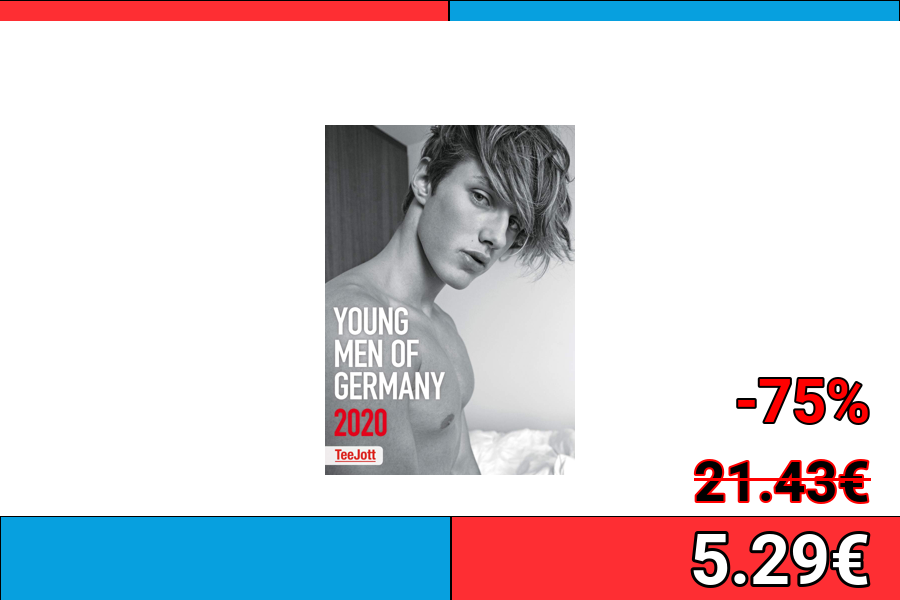 YOUNG
MEN OF
GERMANY
2020
TeeJott
-75%
21.43€
5.29€